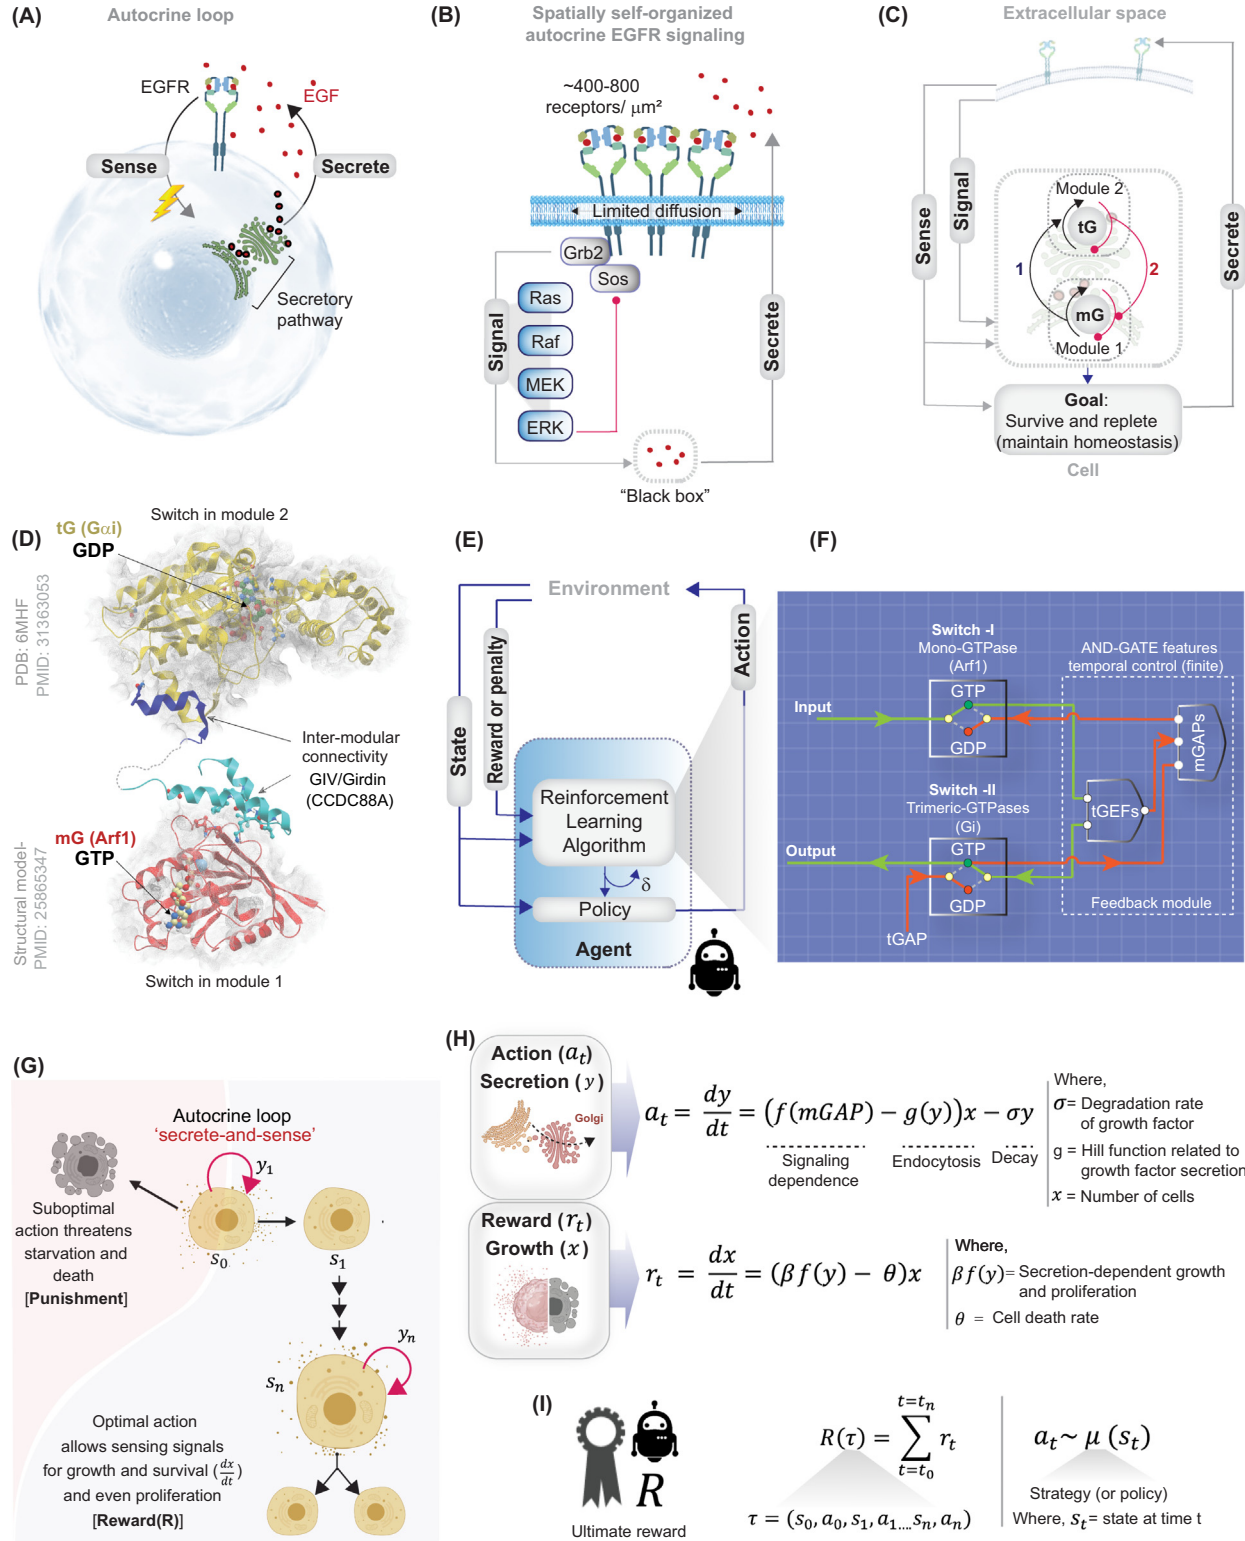 (A)
Autocrine loop
EGFR
EGF
Sense
Secrete
Secretory
pathway
(B)
Spatially self-organized
autocrine EGFR signaling
~400-800
receptors/ μm²
Limited diffusion
Grb2
Sos
Ras
Raf
MEK
ERK
Signal
Secrete
“Black box”
(C)
Extracellular space
Sense
Signal
Secrete
Module 2
tG
1
2
mG
Module 1
Goal:
Survive and replete
(maintain homeostasis)
Cell
(D)
Switch in module 2
tG (Gαi)
GDP
PDB: 6MHF
PMID: 31363053
Inter-modular
connectivity
GIV/Girdin
(CCDC88A)
mG (Arf1)
GTP
Structural model-
PMID: 25865347
Switch in module 1
(E)
Environment
State
Reward or penalty
Action
Reinforcement
Learning
Algorithm
δ
Policy
Agent
(F)
Switch -I
Mono-GTPase
(Arf1)
GTP
GDP
Input
AND-GATE features
temporal control (finite)
mGAPs
tGEFs
Switch -II
Trimeric-GTPases
(Gi)
GTP
GDP
Output
tGAP
Feedback module
(G)
Autocrine loop
‘secrete-and-sense’
y₁
s₀
s₁
Suboptimal
action threatens
starvation and
death
[Punishment]
yₙ
sₙ
Optimal action
allows sensing signals
for growth and survival (dx/dt)
and even proliferation
[Reward(R)]
(H)
Action (aₜ)
Secretion (y)
Golgi
aₜ = dy/dt = (f(mGAP) − g(y))x − σy
Signaling
dependence
Endocytosis
Decay
Where,
σ= Degradation rate
of growth factor
g = Hill function related to
growth factor secretion
x = Number of cells
Reward (rₜ)
Growth (x)
rₜ = dx/dt = (βf(y) − θ)x
Where,
βf(y)= Secretion-dependent growth
and proliferation
θ = Cell death rate
(I)
R
Ultimate reward
R(τ) = ∑ rₜ
t=tₙ
t=t₀
τ = (s₀, a₀, s₁, a₁....sₙ, aₙ)
aₜ~ μ (sₜ)
Strategy (or policy)
Where, sₜ= state at time t